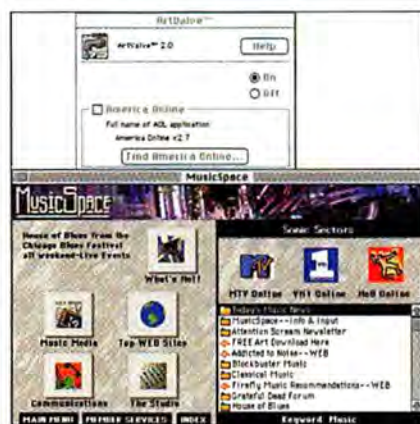 ArtValve™
ArtValve™ 2.0
Help
On
Off
America Online
Full name of AOL application
America Online v2.7
Find America Online...
MusicSpace
MusicSpace
House of Blues from the
Chicago Blues Festival
all weekend-Live Events
What's Hot!
Music Media
Top WEB Sites
Communications
The Studio
MAIN MENU
MEMBER SERVICES
INDEX
Sonic Sectors
MTV Online
VH1 Online
HoB Online
Today's Music News
MusicSpace--Info & Input
Attention Scream Newsletter
FREE Art Download Here
Addicted to Noise--WEB
Blockbuster Music
Classical Music
Firefly Music Recommendations--WEB
Grateful Dead Forum
House of Blues
Keyword Music